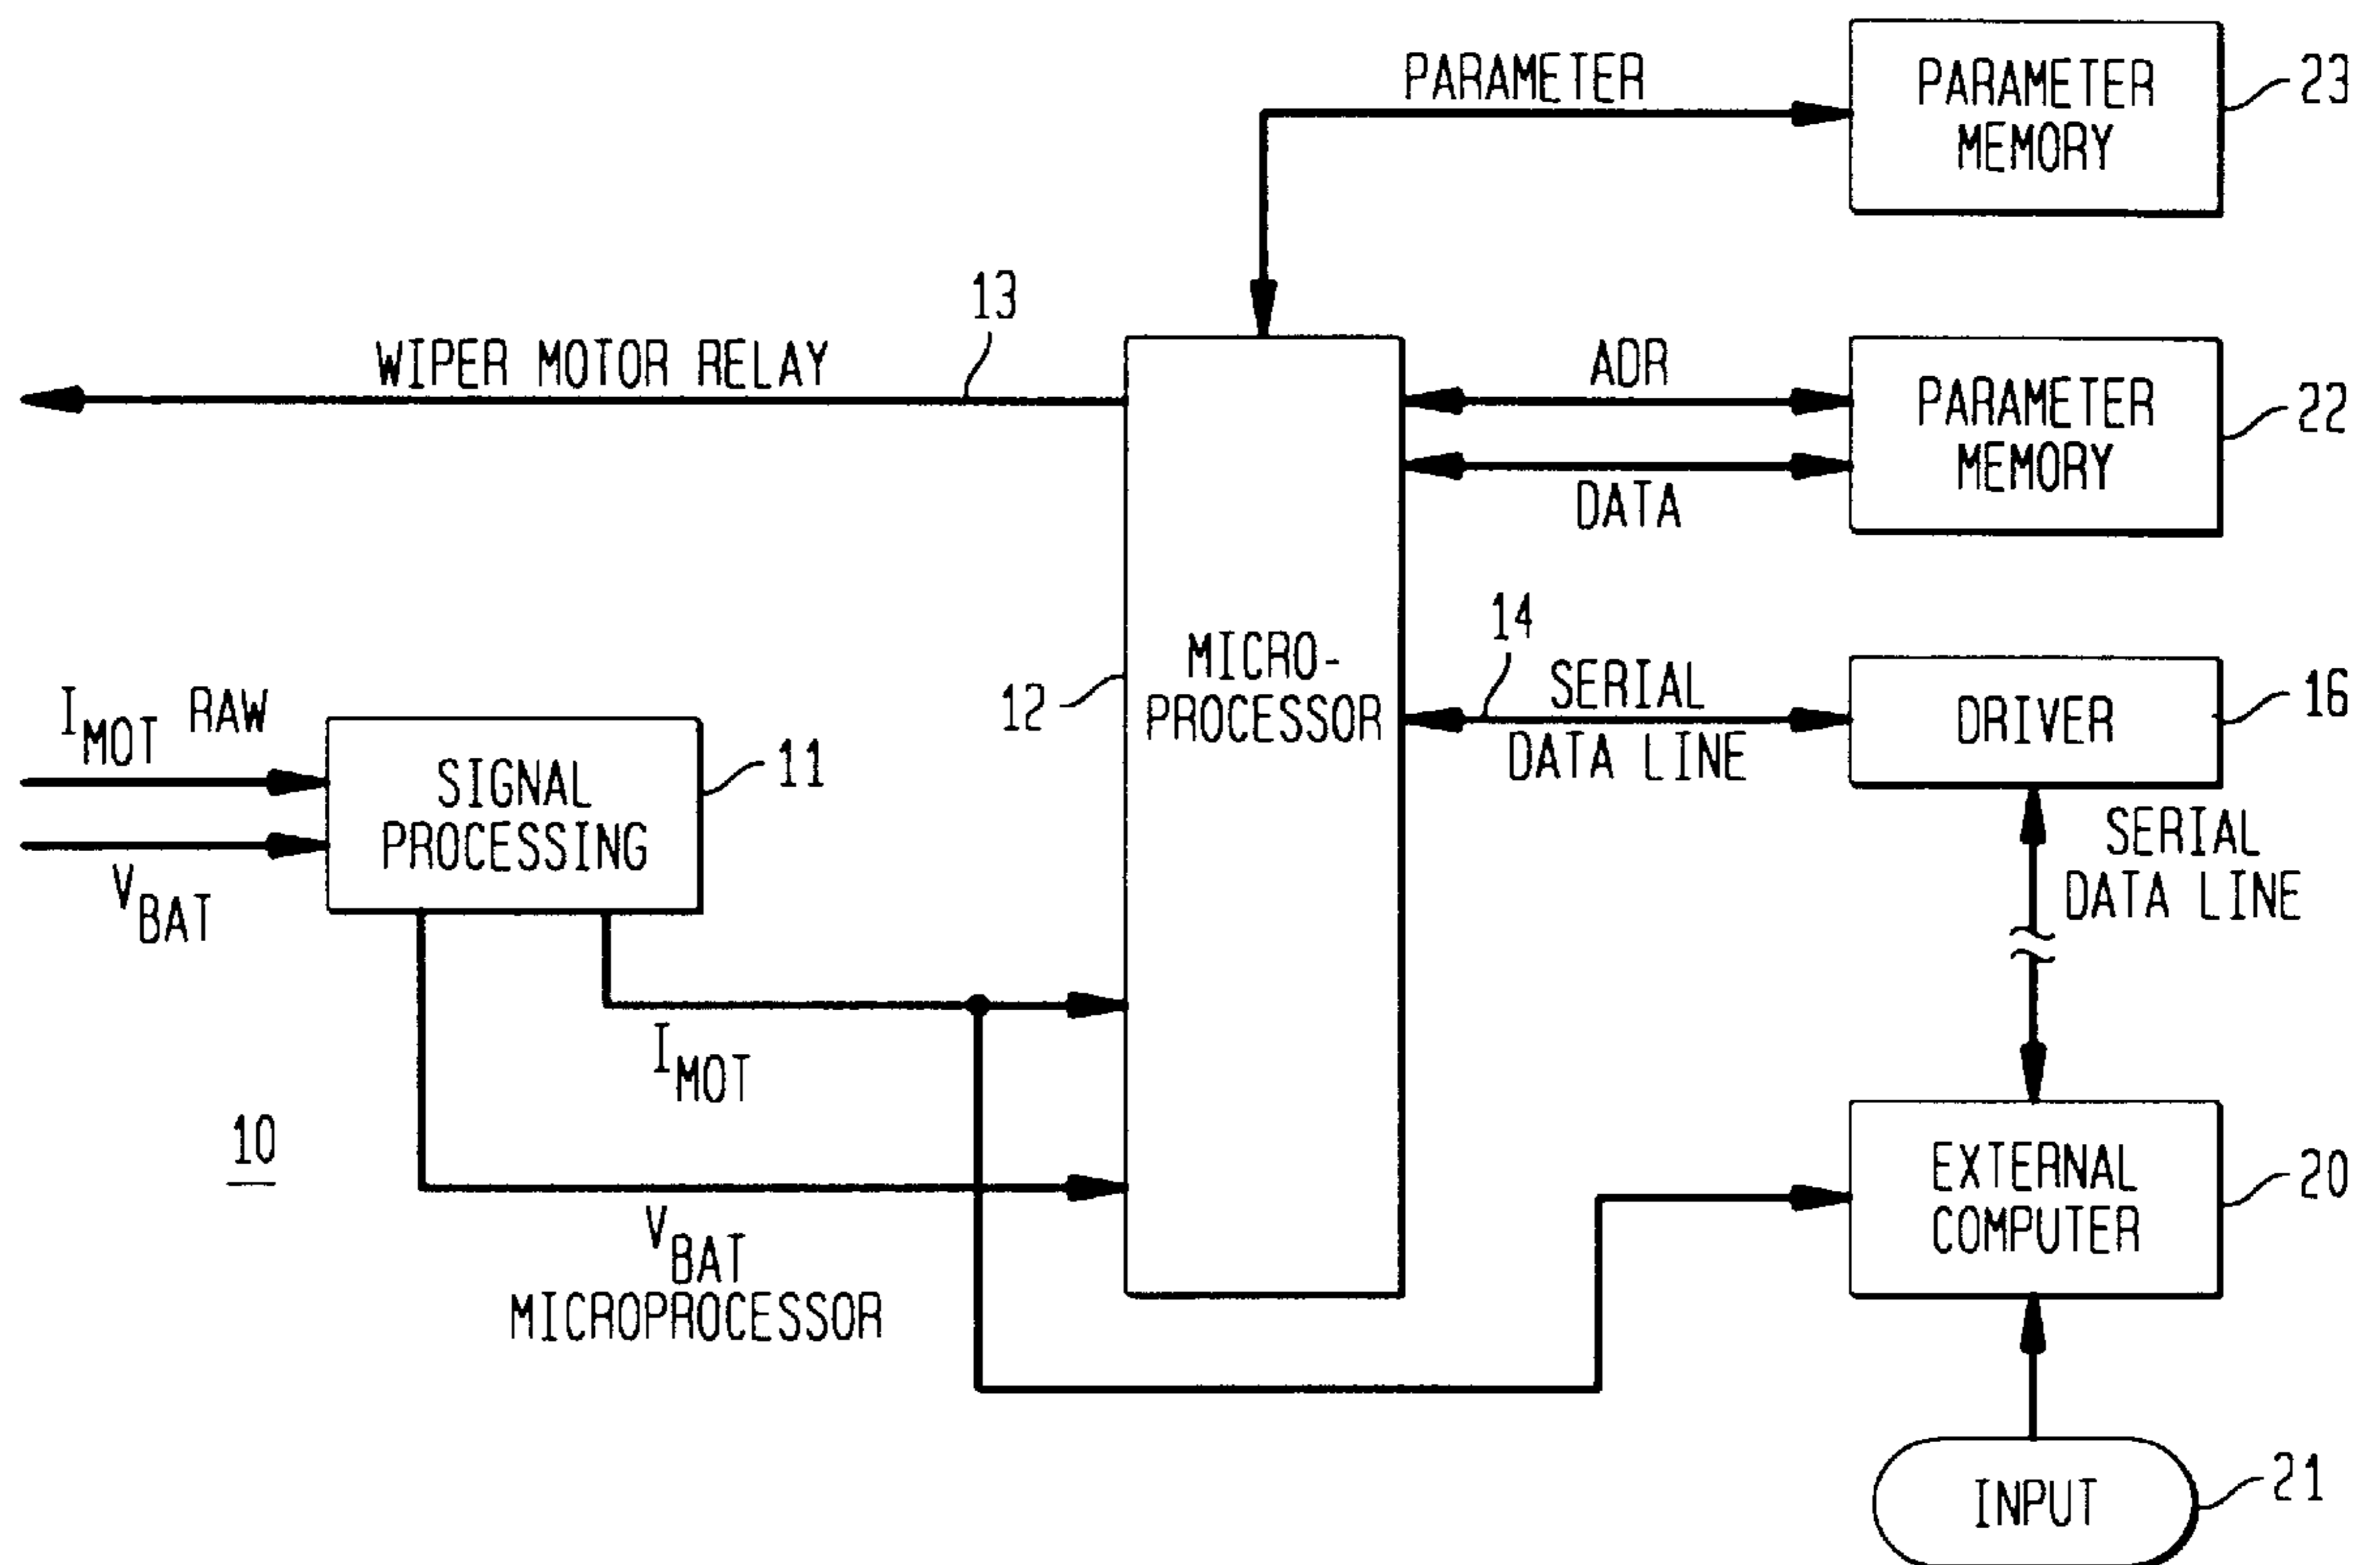 PARAMETER
PARAMETER
MEMORY
23
13
WIPER MOTOR RELAY
ADR
PARAMETER
MEMORY
22
DATA
14
MICRO-
PROCESSOR
12
SERIAL
DATA LINE
DRIVER
16
I MOT RAW
SIGNAL
PROCESSING
11
V BAT
SERIAL
DATA LINE
I MOT
10
V BAT
MICROPROCESSOR
EXTERNAL
COMPUTER
20
INPUT
21